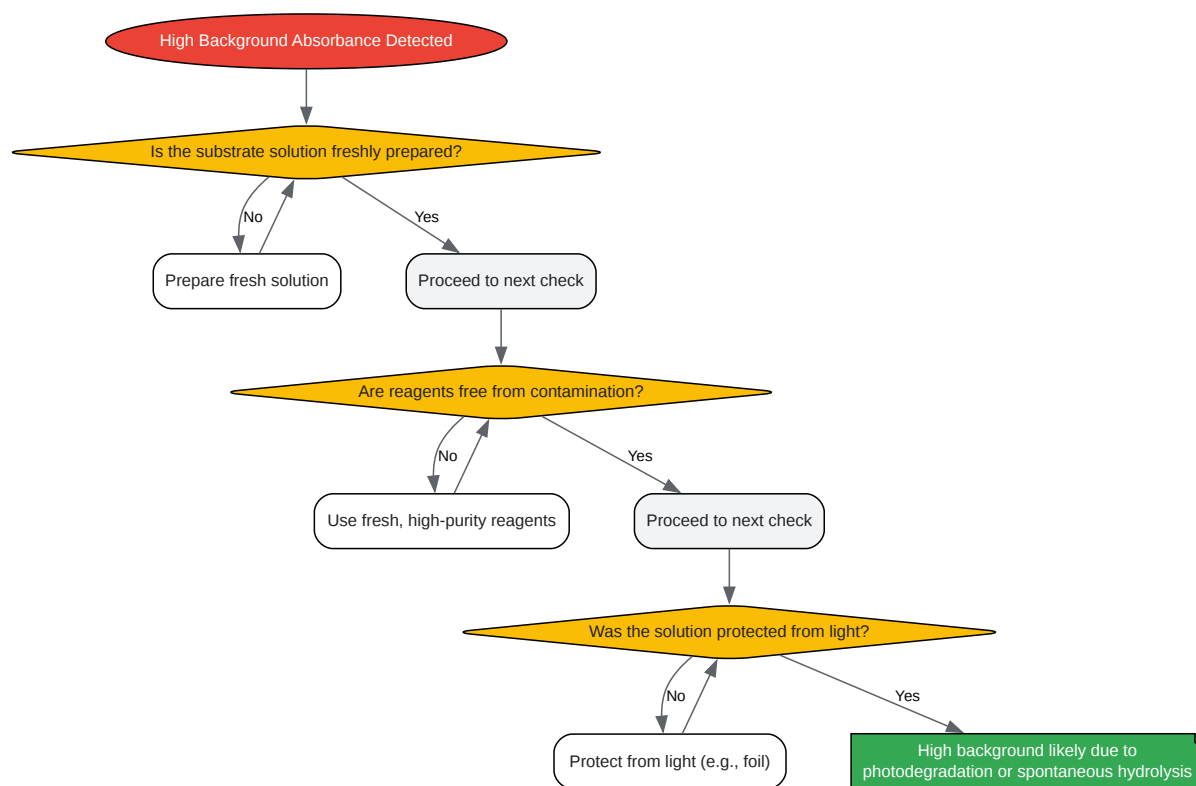 High Background Absorbance Detected
Is the substrate solution freshly prepared?
No
Yes
Prepare fresh solution
Proceed to next check
Are reagents free from contamination?
No
Yes
Use fresh, high-purity reagents
Proceed to next check
Was the solution protected from light?
No
Yes
Protect from light (e.g., foil)
High background likely due to
photodegradation or spontaneous hydrolysis